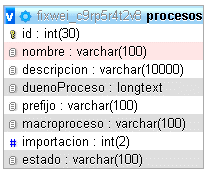 v fixwei_c9rp5r4t2v8 procesos
id : int(30)
nombre : varchar(100)
descripcion : varchar(10000)
duenoProceso : longtext
prefijo : varchar(100)
macroproceso : varchar(100)
# importacion : int(2)
estado : varchar(100)